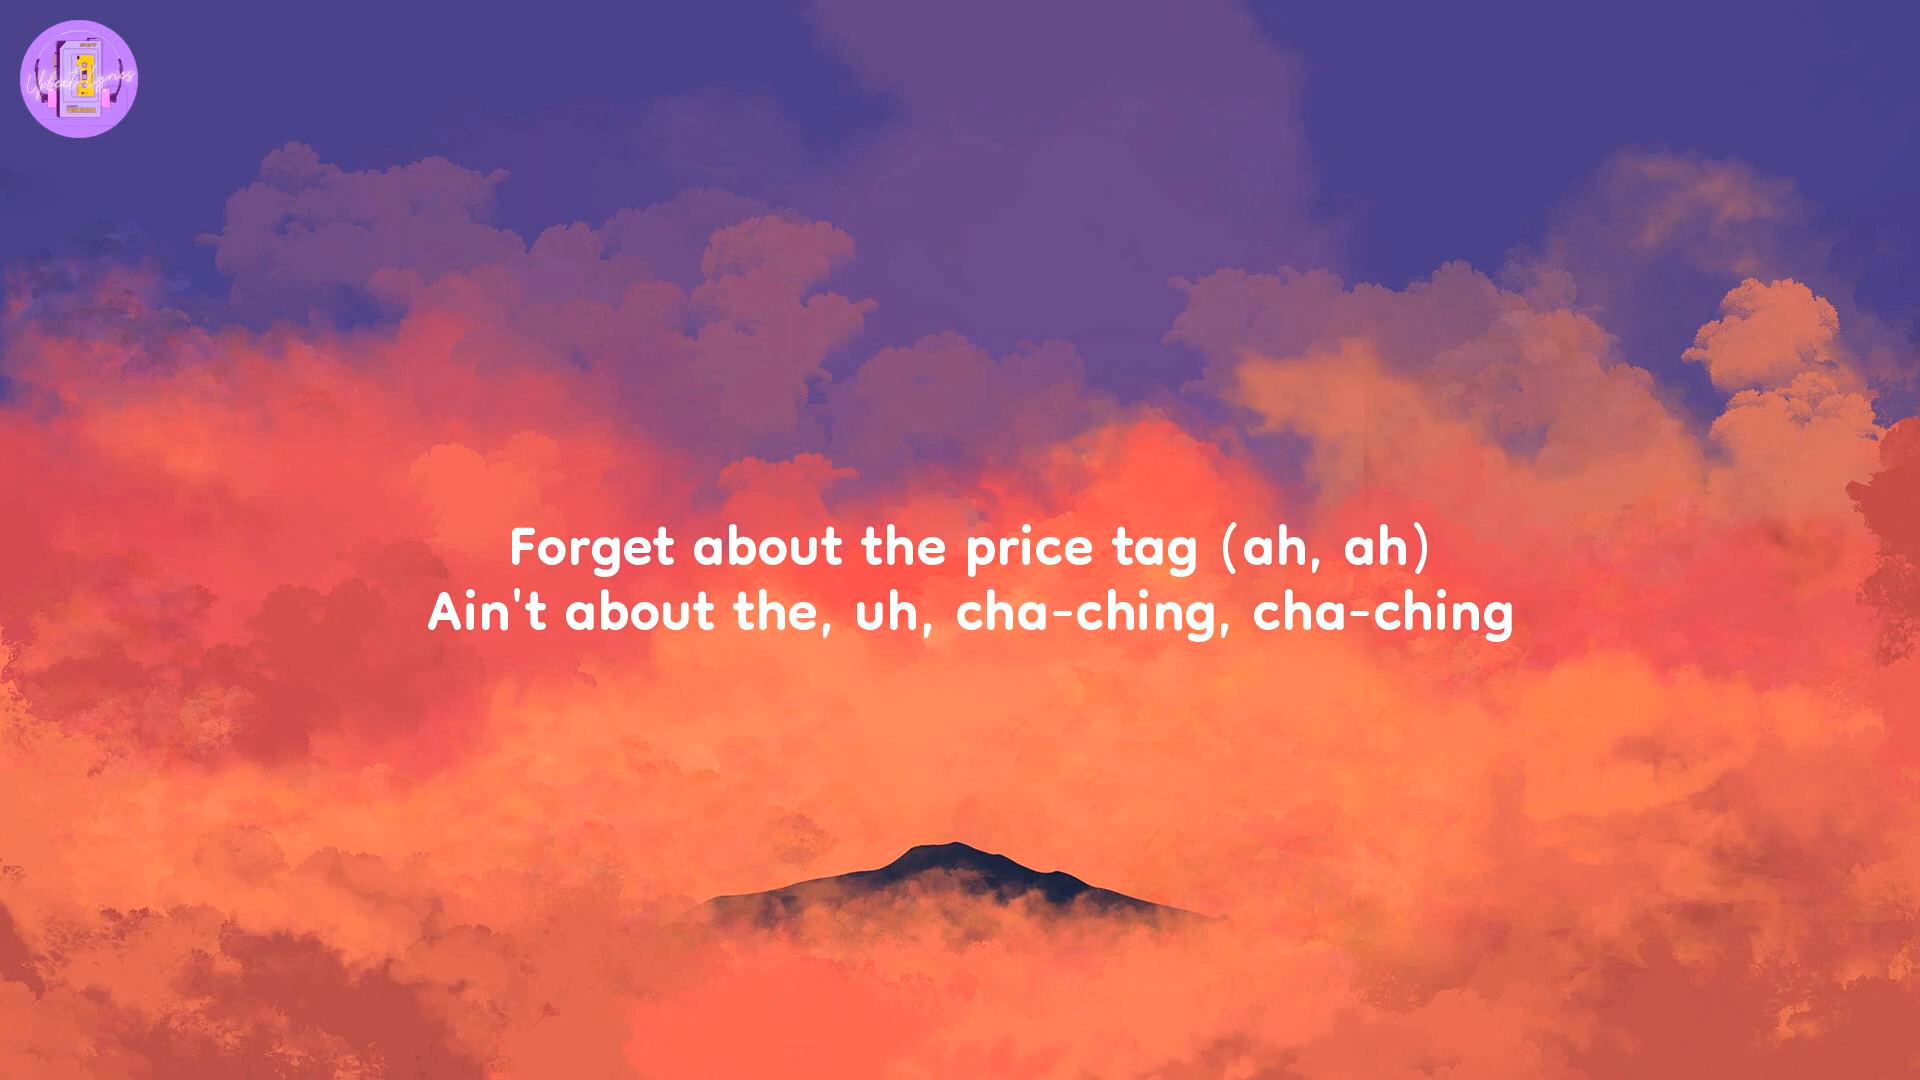 Forget about the price tag (ah, ah)
Ain't about the, uh, cha-ching, cha-ching